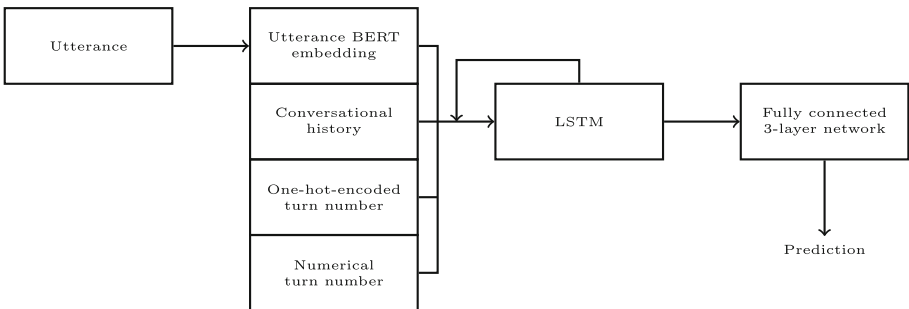 Utterance
Utterance BERT
embedding
Conversational
history
One-hot-encoded
turn number
Numerical
turn number
LSTM
Fully connected
3-layer network
Prediction